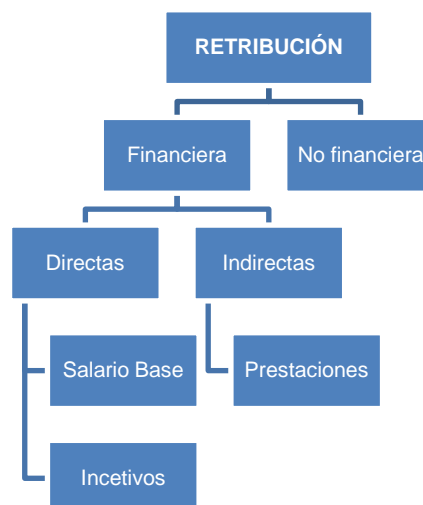 RETRIBUCIÓN
Financiera
No financiera
Directas
Indirectas
Salario Base
Prestaciones
Incetivos